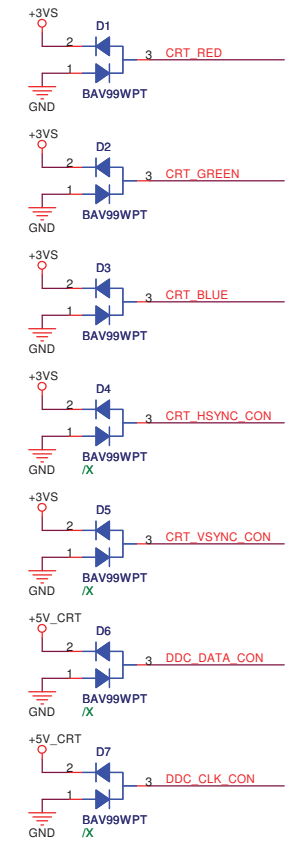 +3VS
D1
2
3 CRT_RED
1
BAV99WPT
GND
+3VS
D2
2
3 CRT_GREEN
1
BAV99WPT
GND
+3VS
D3
2
3 CRT_BLUE
1
BAV99WPT
GND
+3VS
D4
2
3 CRT_HSYNC_CON
1
BAV99WPT
GND /X
+3VS
D5
2
3 CRT_VSYNC_CON
1
BAV99WPT
GND /X
+5V_CRT
D6
2
3 DDC_DATA_CON
1
BAV99WPT
GND /X
+5V_CRT
D7
2
3 DDC_CLK_CON
1
BAV99WPT
GND /X